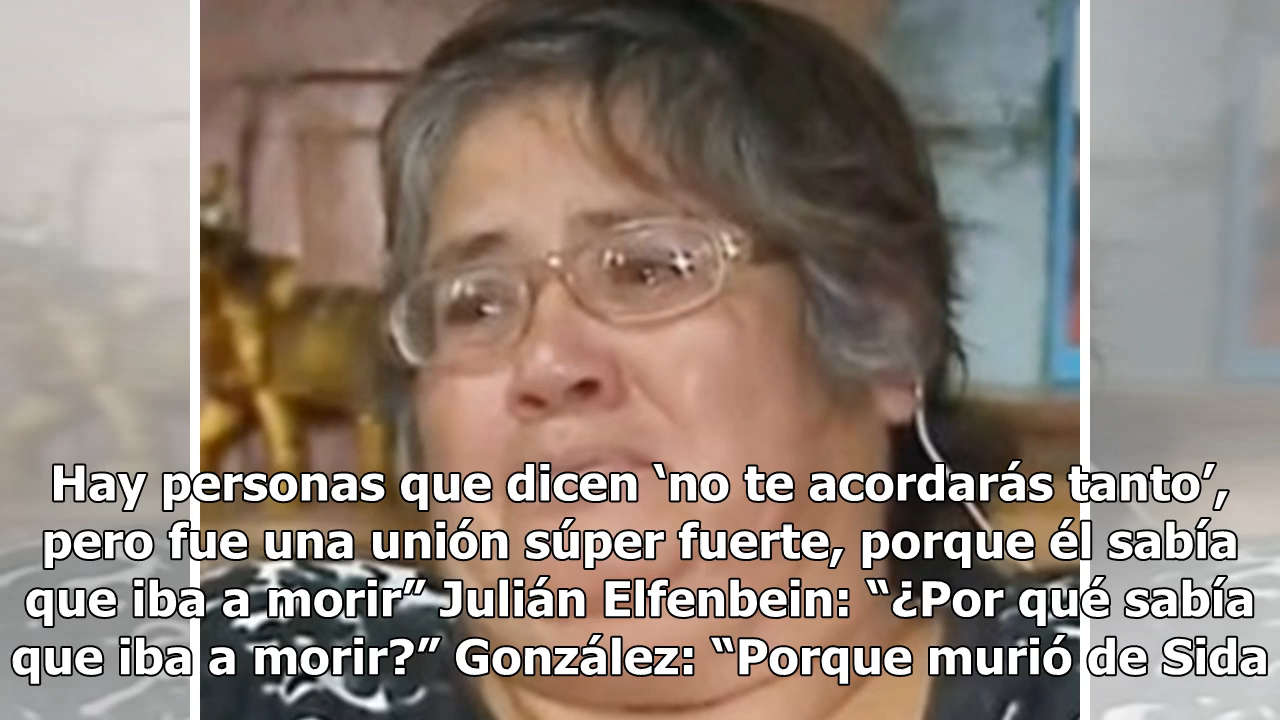 Hay personas que dicen ‘no te acordarás tanto’,
pero fue una unión súper fuerte, porque él sabía
que iba a morir” Julián Elfenbein: “¿Por qué sabía
que iba a morir?” González: “Porque murió de Sida